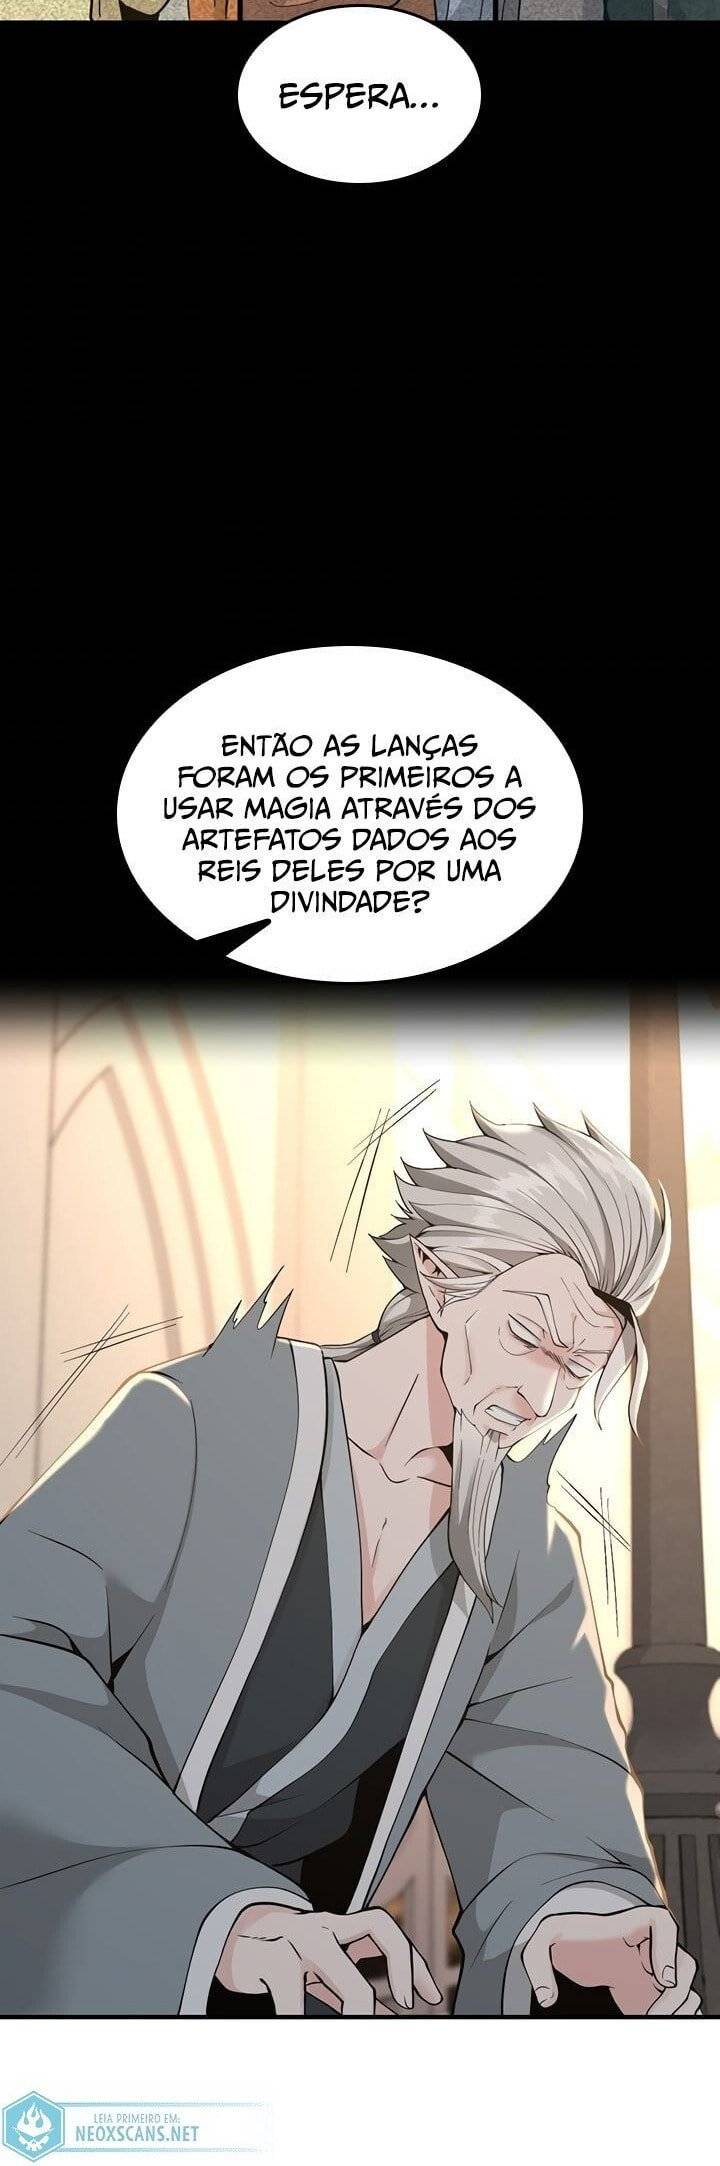 ESPERA...
ENTÃO AS LANÇAS
FORAM OS PRIMEIROS A
USAR MAGIA ATRAVÉS DOS
ARTEFATOS DADOS AOS
REIS DELES POR UMA
DIVINDADE?
LEIA PRIMEIRO EM:
NEOXSCANS.NET